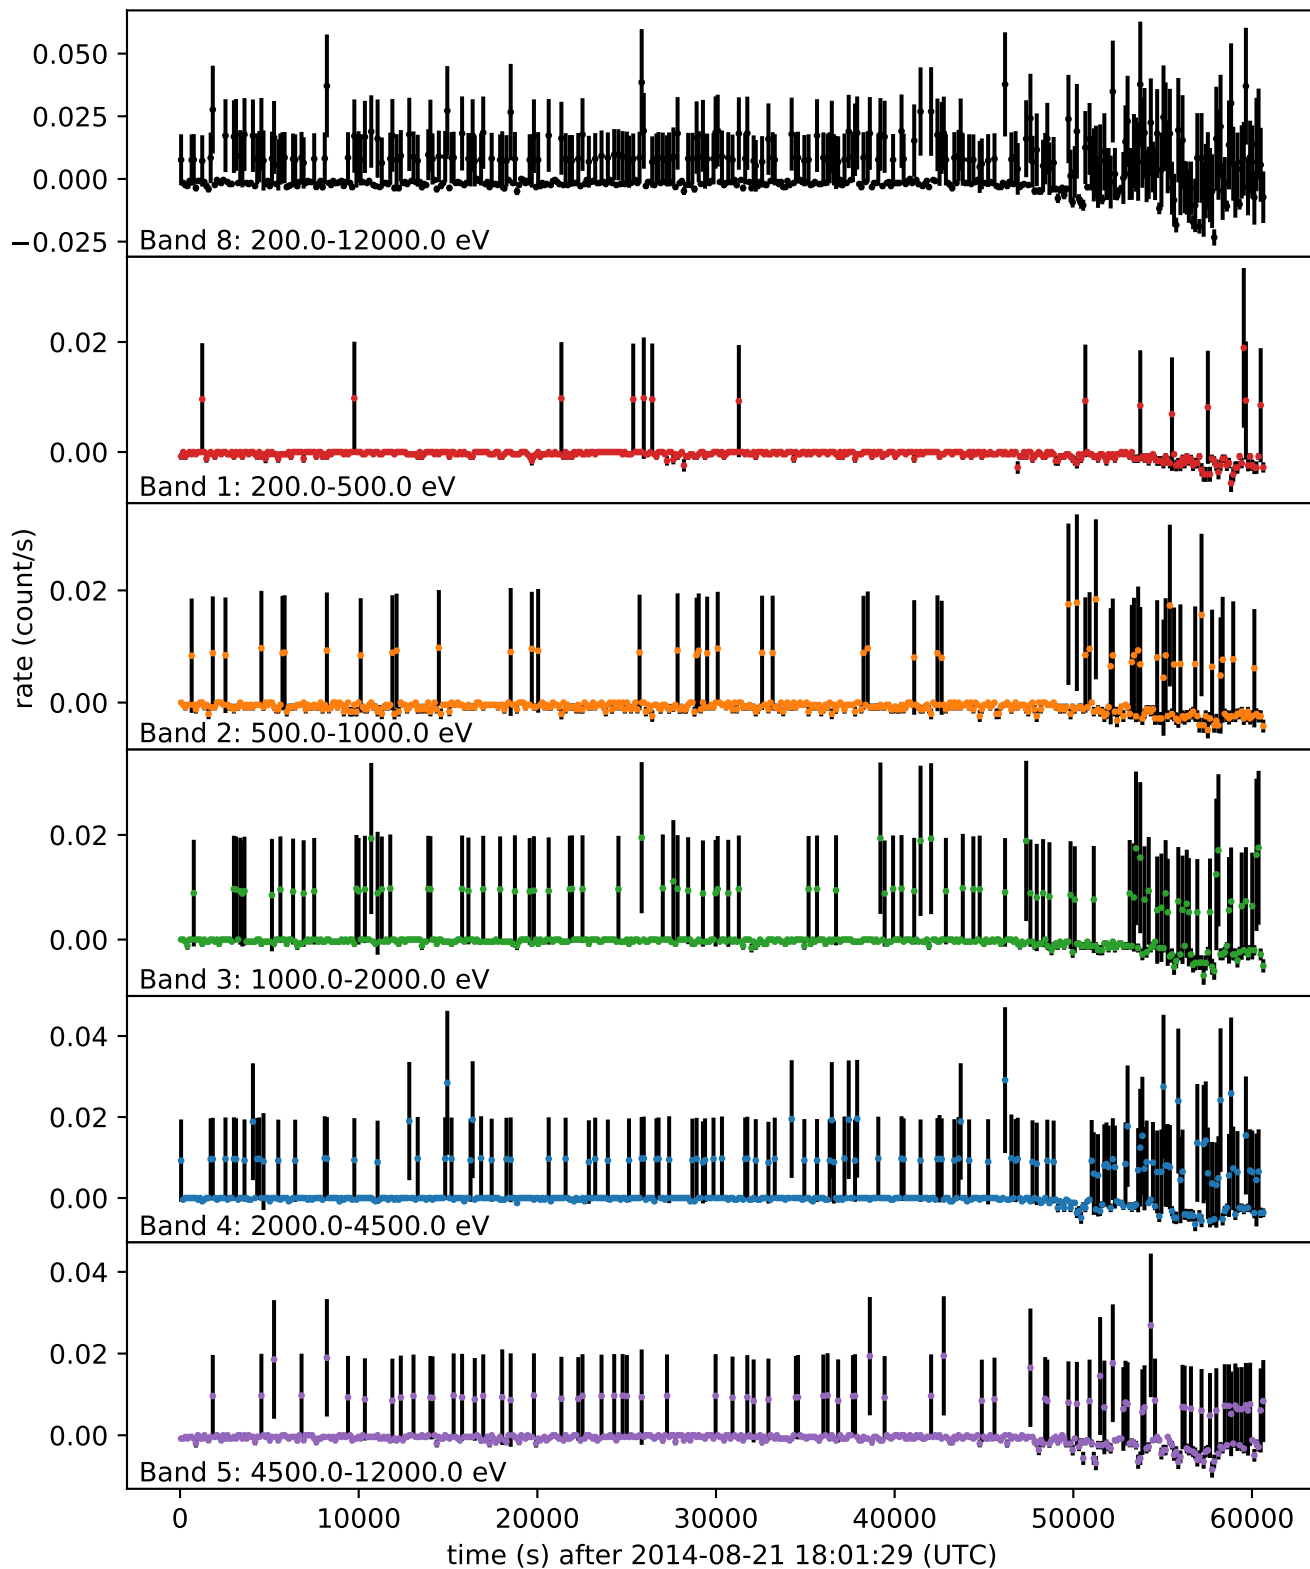 0.050
0.025
0.000
−0.025
Band 8: 200.0-12000.0 eV
0.02
0.00
Band 1: 200.0-500.0 eV
rate (count/s)
0.02
0.00
Band 2: 500.0-1000.0 eV
0.02
0.00
Band 3: 1000.0-2000.0 eV
0.04
0.02
0.00
Band 4: 2000.0-4500.0 eV
0.04
0.02
0.00
Band 5: 4500.0-12000.0 eV
0 10000 20000 30000 40000 50000 60000
time (s) after 2014-08-21 18:01:29 (UTC)